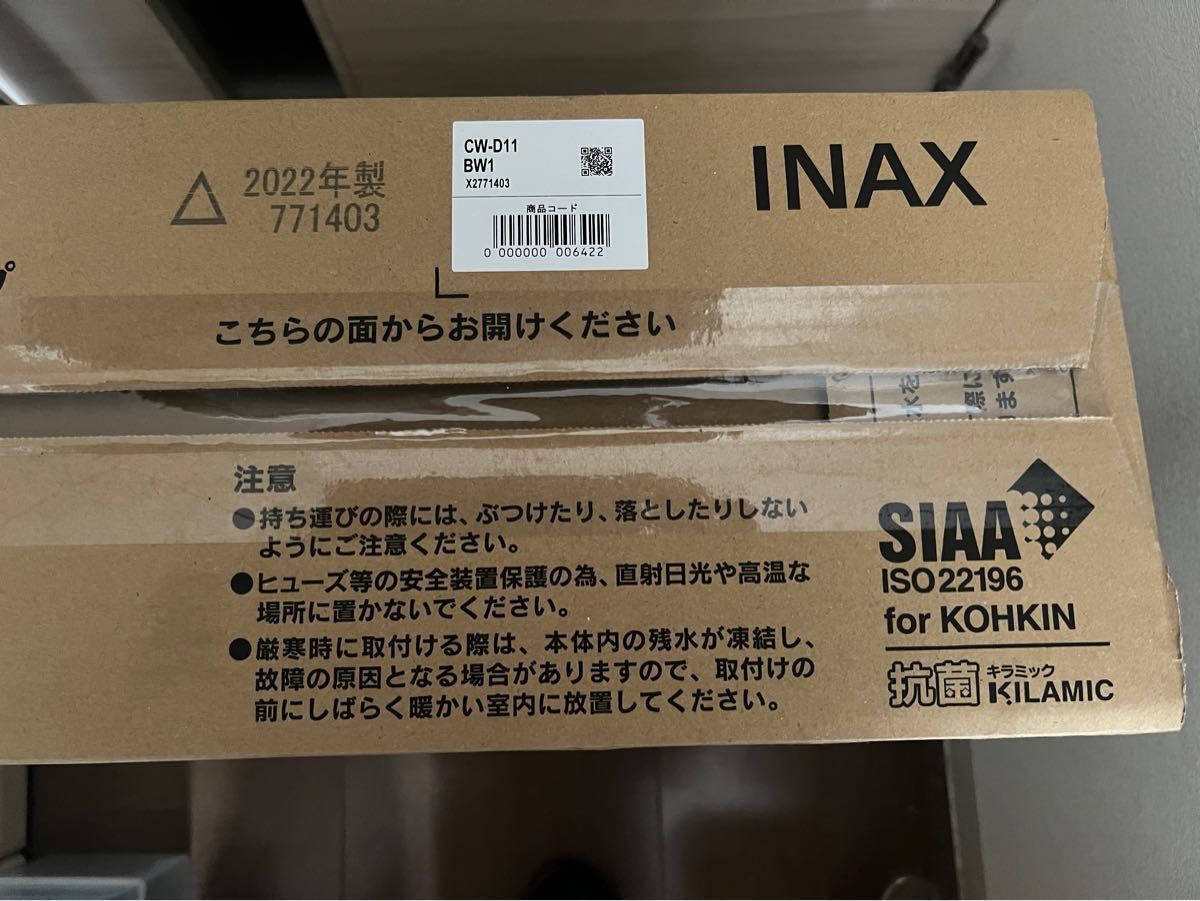 CW-D11
BW1
X2771403
商品コード
0 000000 006422
INAX
2022年製
771403
こちらの面からお開けください
水を
際に
ます
注意
●持ち運びの際には、ぶつけたり、落としたりしない
ようにご注意ください。
●ヒューズ等の安全装置保護の為、直射日光や高温な
場所に置かないでください。
●厳寒時に取付ける際は、本体内の残水が凍結し、
故障の原因となる場合がありますので、取付けの
前にしばらく暖かい室内に放置してください。
SIAA
ISO 22196
for KOHKIN
抗菌 キラミック
KILAMIC